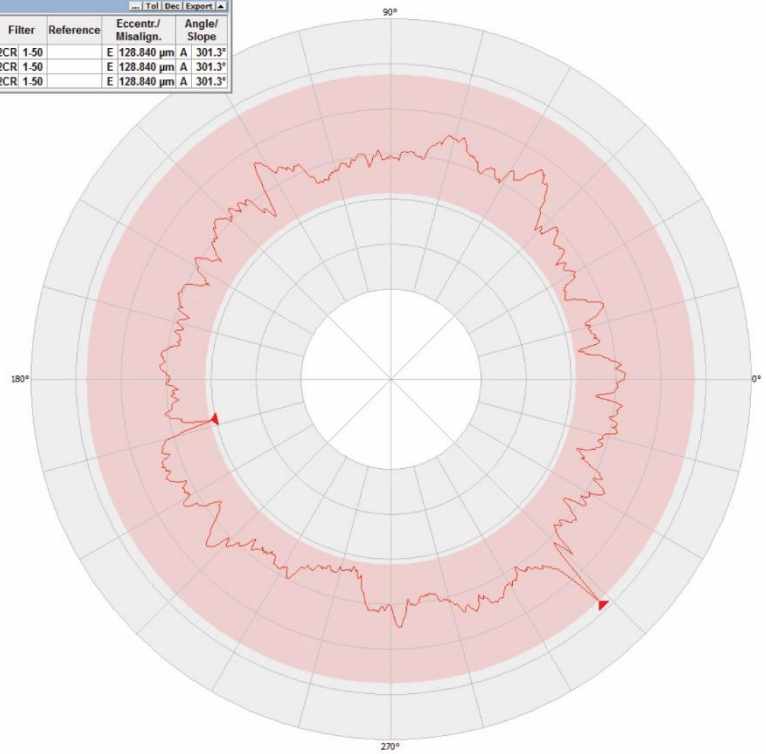 ... Tol Dec Export
Filter Reference Eccentr./ Misalign. Angle/ Slope
2CR 1-50 E 128.840 µm A 301.3°
2CR 1-50 E 128.840 µm A 301.3°
2CR 1-50 E 128.840 µm A 301.3°
90°
180°
0°
270°